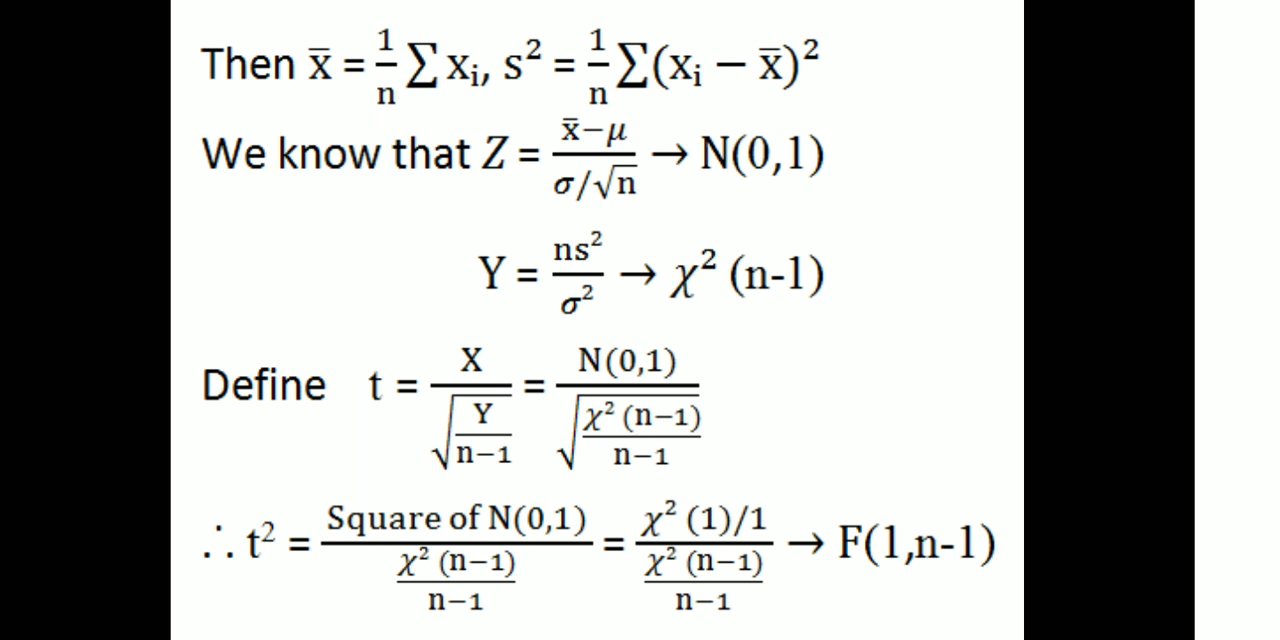 Then x̄ = 1/n ∑ xᵢ, s² = 1/n ∑(xᵢ − x̄)²
We know that Z = (x̄−μ)/(σ/√n) → N(0,1)
Y = ns²/σ² → χ² (n-1)
Define t = X/√(Y/(n−1)) = N(0,1)/√(χ² (n−1)/(n−1))
∴ t² = Square of N(0,1)/(χ² (n−1)/(n−1)) = (χ² (1)/1)/(χ² (n−1)/(n−1)) → F(1,n-1)